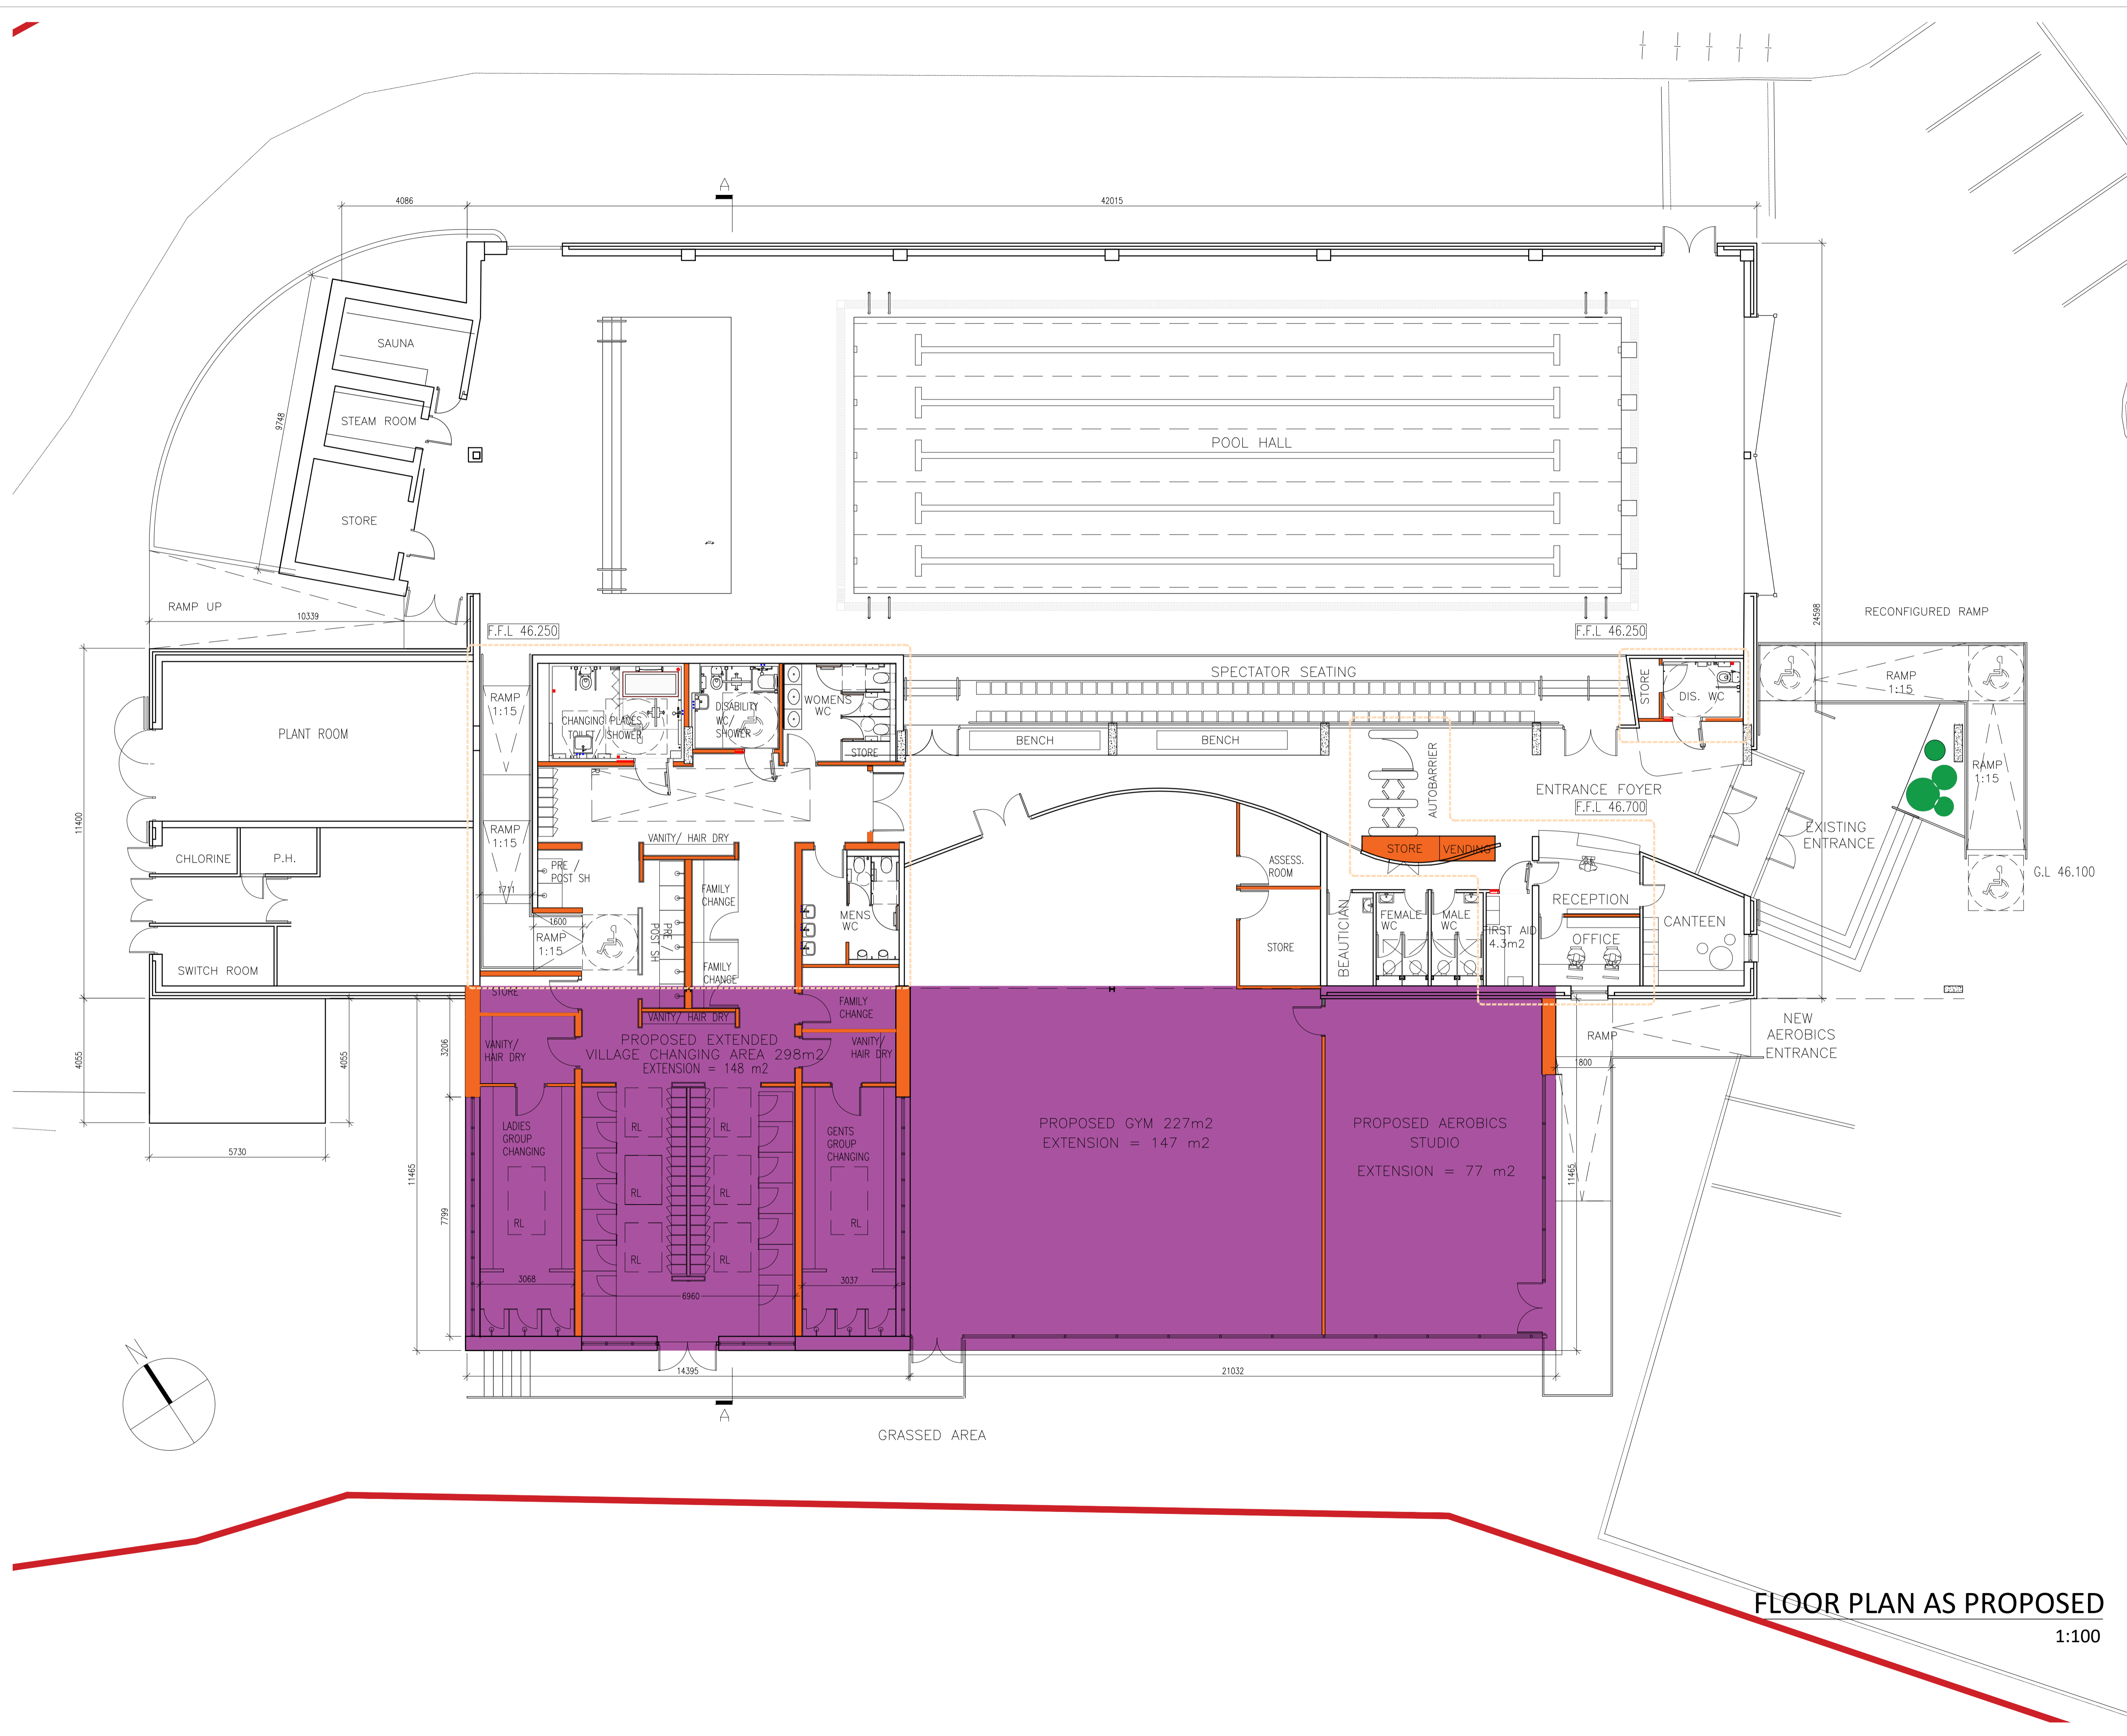 A
4086
42015
SAUNA
STEAM ROOM
9748
STORE
POOL HALL
RAMP UP
10339
F.F.L 46.250
F.F.L 46.250
24598
RECONFIGURED RAMP
SPECTATOR SEATING
STORE
DIS. WC
RAMP
1:15
RAMP
1:15
CHANGING PLACES
TOILET/ SHOWER
DISABILITY
WC/
SHOWER
WOMENS
WC
STORE
BENCH
BENCH
PLANT ROOM
AUTOBARRIER
ENTRANCE FOYER
F.F.L 46.700
RAMP
1:15
11400
RAMP
1:15
VANITY/ HAIR DRY
STORE
VENDING
EXISTING
ENTRANCE
CHLORINE
P.H.
PRE /
POST SH
1711
FAMILY
CHANGE
ASSESS.
ROOM
G.L 46.100
RECEPTION
MENS
WC
BEAUTICIAN
FEMALE
WC
MALE
WC
FIRST AID
4.3m2
CANTEEN
1600
RAMP
1:15
PRE /
POST SH
OFFICE
STORE
SWITCH ROOM
FAMILY
CHANGE
STORE
FAMILY
CHANGE
VANITY/ HAIR DRY
NEW
AEROBICS
ENTRANCE
RAMP
1800
4055
4055
3206
VANITY/
HAIR DRY
PROPOSED EXTENDED
VILLAGE CHANGING AREA 298m2
EXTENSION = 148 m2
VANITY/
HAIR DRY
LADIES
GROUP
CHANGING
RL
RL
GENTS
GROUP
CHANGING
PROPOSED GYM 227m2
EXTENSION = 147 m2
PROPOSED AEROBICS
STUDIO
EXTENSION = 77 m2
5730
11465
11465
7799
RL
RL
RL
RL
RL
RL
3068
3037
6960
14395
21032
N
A
GRASSED AREA
FLOOR PLAN AS PROPOSED
1:100